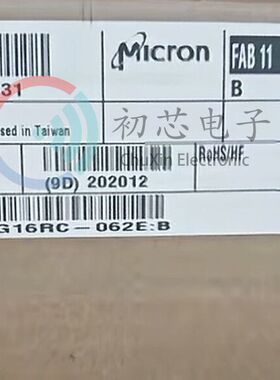 Micron
FAB 11
31
B
sed in Taiwan
初芯电子
ChuXin Electronic
(9D) 202012
RoHS/HF
G16RC-062E:B